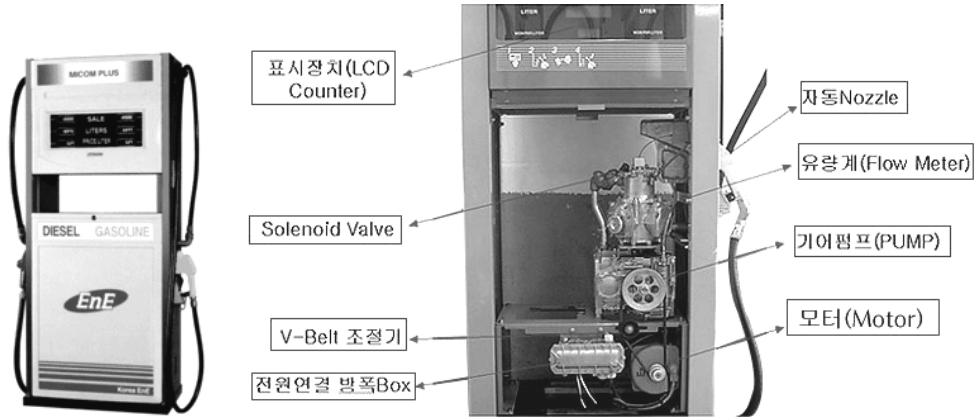 MICOM PLUS
SALE
LITERS
PRICE/LITER
DIESEL GASOLINE
EnE
Korea EnE
LITER LITER
표시장치(LCD
Counter)
Solenoid Valve
V-Belt 조절기
전원연결 방폭Box
자동Nozzle
유량계(Flow Meter)
기어펌프(PUMP)
모터(Motor)